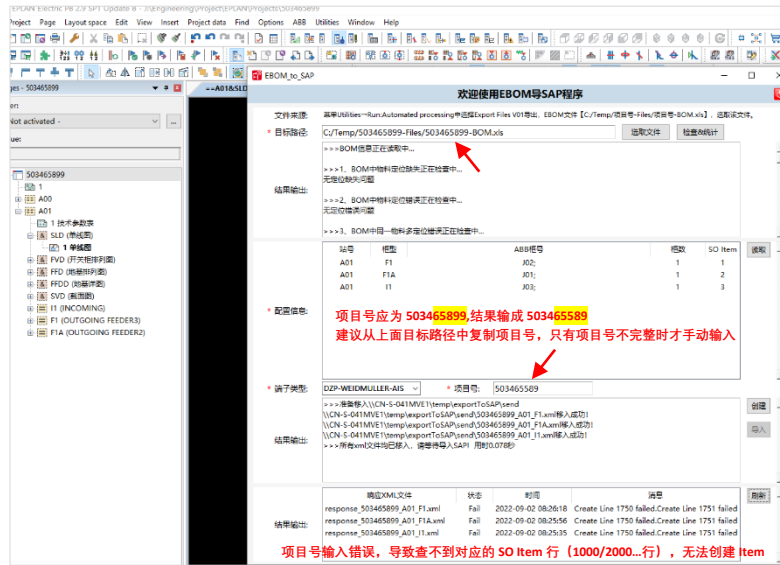 EPLAN Electric P8 2.9 SP1 Update 8 - J:\Engineering\Project\EPLAN\Projects\503465899
Project Page Layout space Edit View Insert Project data Find Options ABB Utilities Window Help
ges - 503465899
==A01&SLD
Not activated -
...
503465899
1
A00
A01
1 技术参数表
SLD (单线图)
1 单线图
FVD (开关柜排列图)
FFD (地基排列图)
FFDD (地基详图)
SVD (截面图)
I1 (INCOMING)
F1 (OUTGOING FEEDER3)
F1A (OUTGOING FEEDER2)
EBOM_to_SAP
欢迎使用EBOM导SAP程序
文件来源: 菜单Utilities--Run:Automated processing中选择Export Files V01导出, EBOM文件【C:/Temp/项目号-Files/项目号-BOM.xls】, 选取该文件.
* 目标路径: C:/Temp/503465899-Files/503465899-BOM.xls 选取文件 检查&统计
结果输出:
>>>BOM信息正在读取中...
>>>1、BOM中物料定位缺失正在检查中...
无定位缺失问题
>>>2、BOM中物料定位错误正在检查中...
无定位错误问题
>>>3、BOM中同一物料多定位错误正在检查中...
站号 柜型 ABB柜号 柜数 SO Item 读取
A01 F1 J02; 1 1
A01 F1A J01; 1 2
A01 I1 J03; 1 3
* 配置信息:
项目号应为 503465899,结果输成 503465589
建议从上面目标路径中复制项目号，只有项目号不完整时才手动输入
* 端子类型: DZP-WEIDMULLER-AIS * 项目号: 503465589
结果输出:
>>>准备移入\\CN-S-041MVE1\temp\exportToSAP\send
\\CN-S-041MVE1\temp\exportToSAP\send\503465899_A01_F1.xml移入成功!
\\CN-S-041MVE1\temp\exportToSAP\send\503465899_A01_F1A.xml移入成功!
\\CN-S-041MVE1\temp\exportToSAP\send\503465899_A01_I1.xml移入成功!
>>>所有xml文件均已移入, 请等待导入SAP! 用时0.078秒
创建
导入
响应XML文件 状态 时间 消息 刷新
response_503465899_A01_F1.xml Fail 2022-09-02 08:26:18 Create Line 1750 failed.Create Line 1751 failed
response_503465899_A01_F1A.xml Fail 2022-09-02 08:25:56 Create Line 1750 failed.Create Line 1751 failed
response_503465899_A01_I1.xml Fail 2022-09-02 08:25:35 Create Line 1750 failed.Create Line 1751 failed
结果输出:
项目号输入错误，导致查不到对应的 SO Item 行（1000/2000...行），无法创建 Item